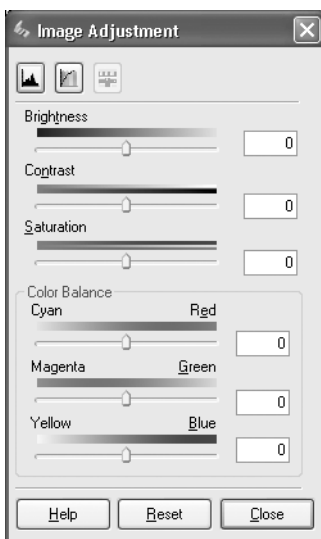 Image Adjustment
Brightness
0
Contrast
0
Saturation
0
Color Balance
Cyan Red
0
Magenta Green
0
Yellow Blue
0
Help Reset Close